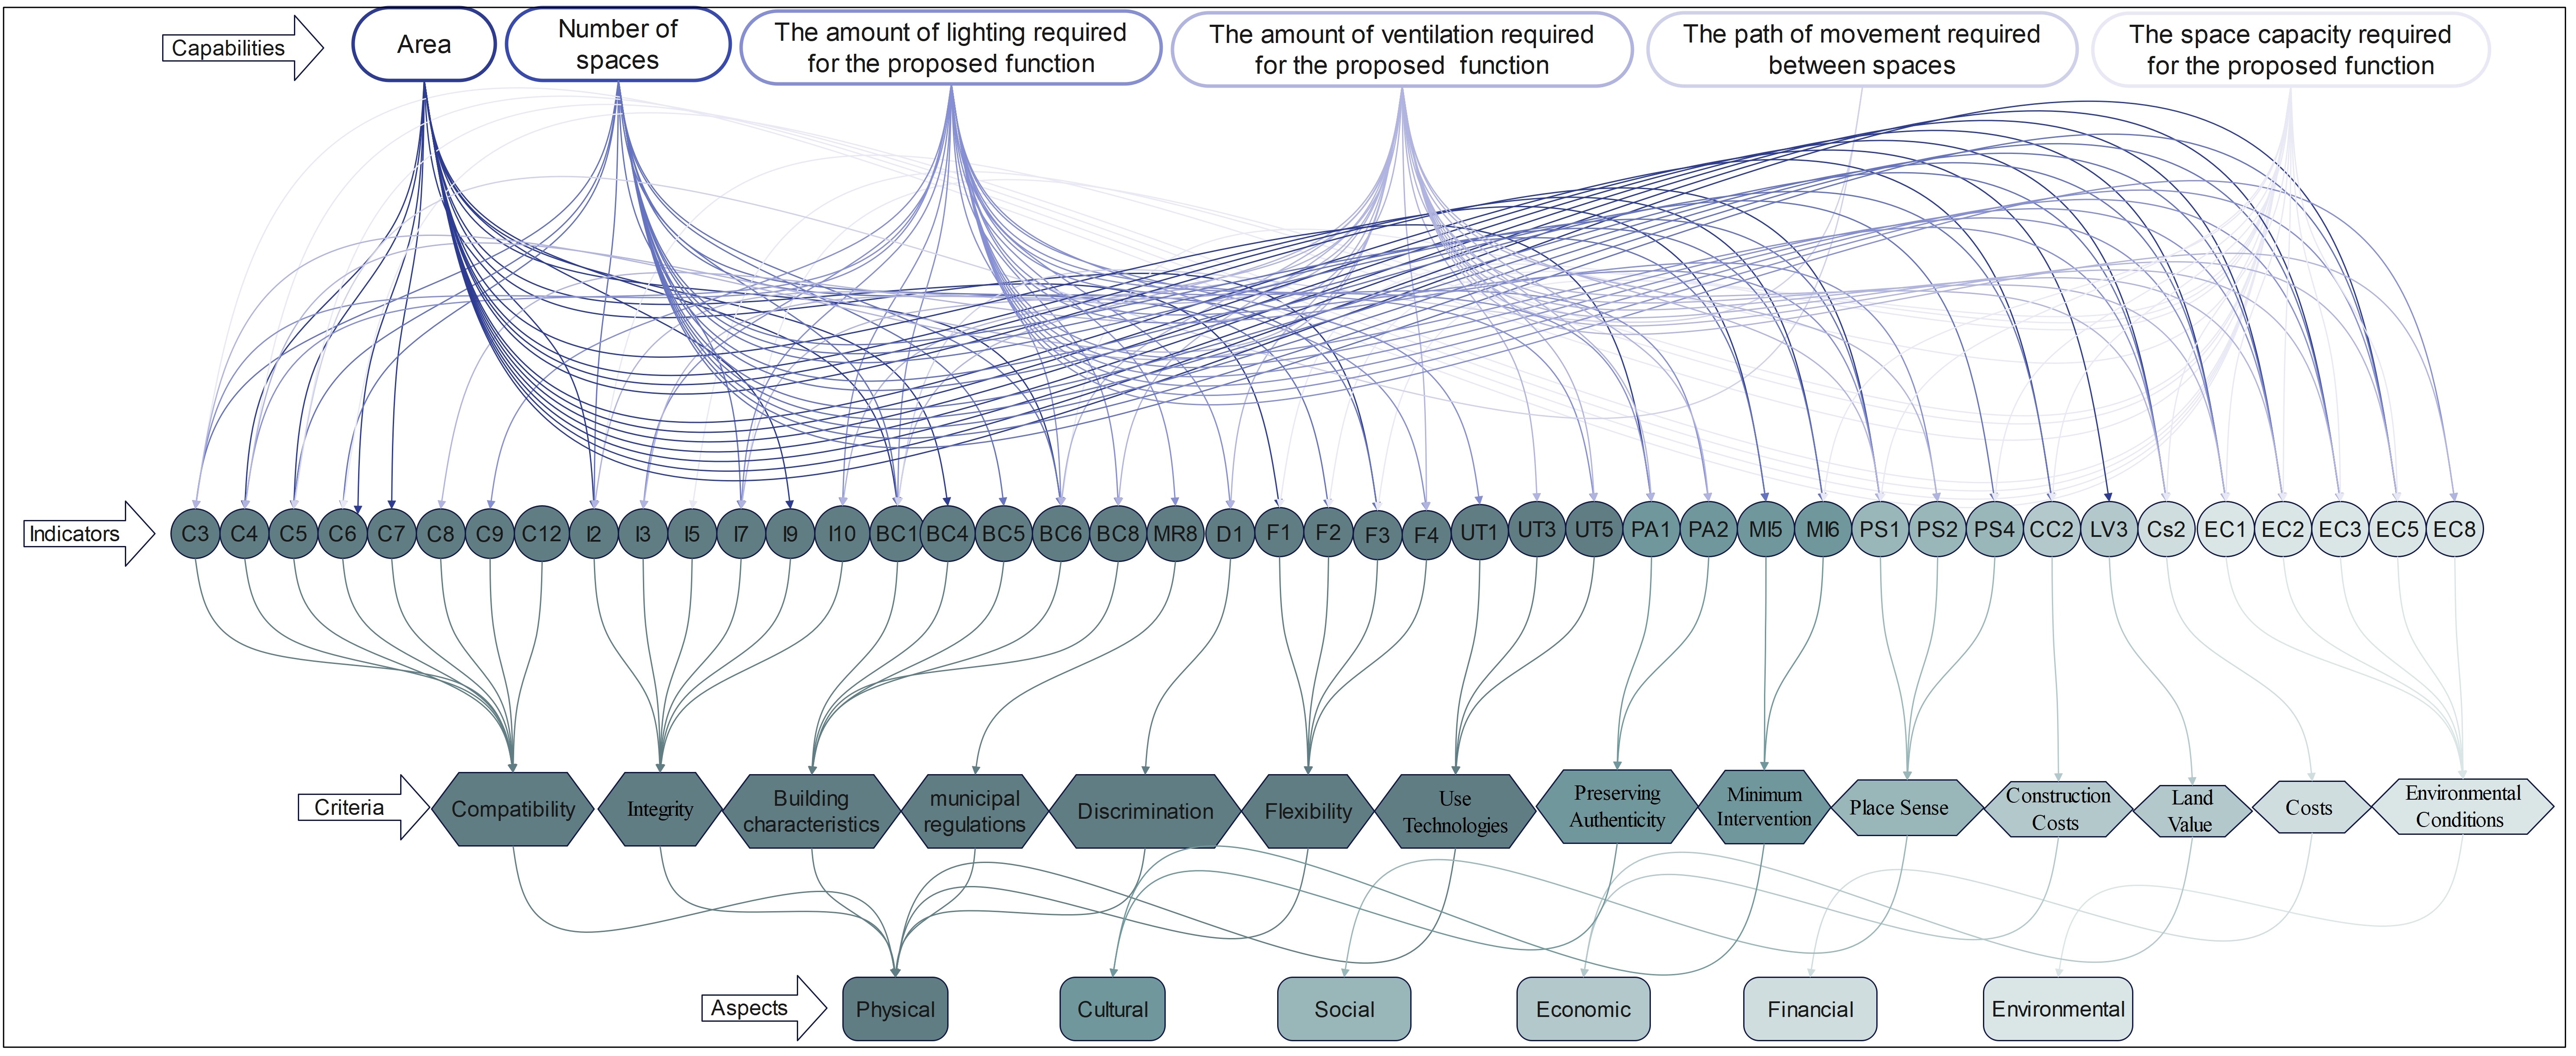 Capabilities
Area
Number of
spaces
The amount of lighting required
for the proposed function
The amount of ventilation required
for the proposed function
The path of movement required
between spaces
The space capacity required
for the proposed function
Indicators
C3
C4
C5
C6
C7
C8
C9
C12
I2
I3
I5
I7
I9
I10
BC1
BC4
BC5
BC6
BC8
MR8
D1
F1
F2
F3
F4
UT1
UT3
UT5
PA1
PA2
MI5
MI6
PS1
PS2
PS4
CC2
LV3
Cs2
EC1
EC2
EC3
EC5
EC8
Criteria
Compatibility
Integrity
Building
characteristics
municipal
regulations
Discrimination
Flexibility
Use
Technologies
Preserving
Authenticity
Minimum
Intervention
Place Sense
Construction
Costs
Land
Value
Costs
Environmental
Conditions
Aspects
Physical
Cultural
Social
Economic
Financial
Environmental